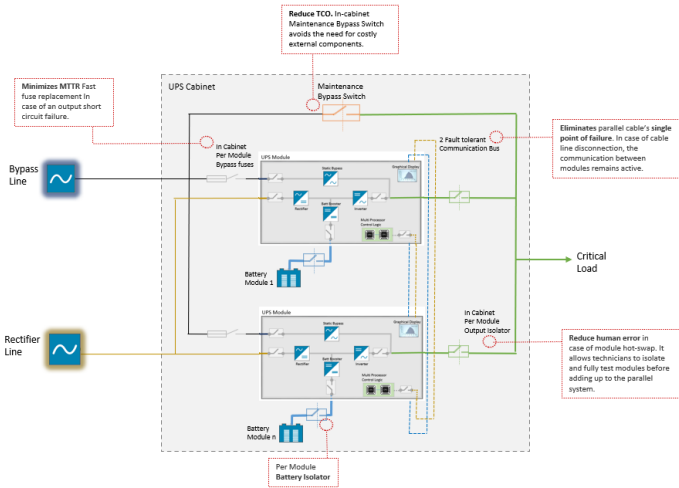 Reduce TCO. In-cabinet
Maintenance Bypass Switch
avoids the need for costly
external components.
Minimizes MTTR Fast
fuse replacement In
case of an output short
circuit failure.
UPS Cabinet
Maintenance
Bypass Switch
In Cabinet
Per Module
Bypass fuses
2 Fault tolerant
Communication Bus
Eliminates parallel cable's single
point of failure. In case of cable
line disconnection, the
communication between
modules remains active.
Bypass
Line
UPS Module
Static Bypass
Graphical Display
Rectifier
Batt Booster
Inverter
Multi Processor
Control Logic
Battery
Module 1
Critical
Load
Rectifier
Line
UPS Module
Static Bypass
Graphical Display
Rectifier
Batt Booster
Inverter
Multi Processor
Control Logic
In Cabinet
Per Module
Output Isolator
Reduce human error in
case of module hot-swap. It
allows technicians to isolate
and fully test modules before
adding up to the parallel
system.
Battery
Module n
Per Module
Battery Isolator